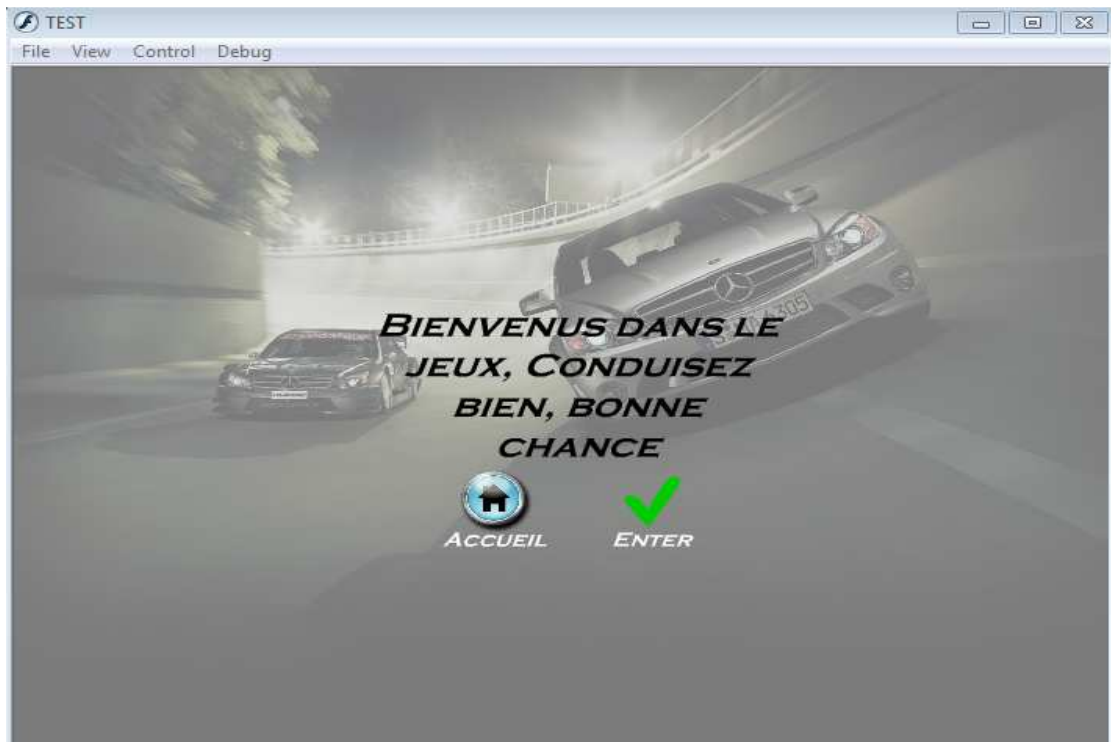 TEST
File View Control Debug
BIENVENUS DANS LE
JEUX, CONDUISEZ
BIEN, BONNE
CHANCE
ACCUEIL ENTER